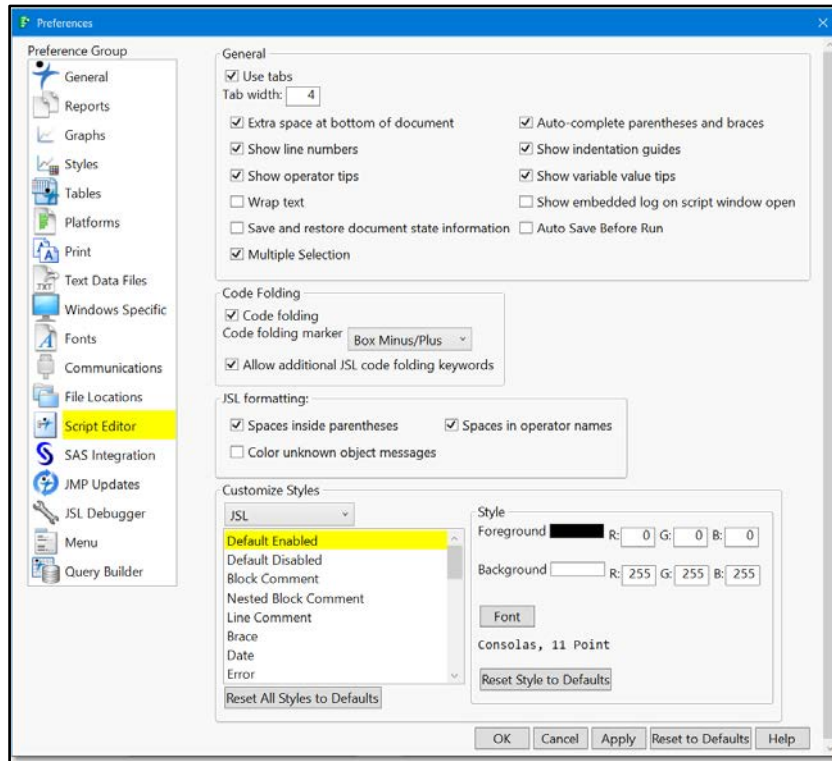 Preferences
Preference Group
General
Reports
Graphs
Styles
Tables
Platforms
Print
Text Data Files
Windows Specific
Fonts
Communications
File Locations
Script Editor
SAS Integration
JMP Updates
JSL Debugger
Menu
Query Builder
General
Use tabs
Tab width: 4
Extra space at bottom of document Auto-complete parentheses and braces
Show line numbers Show indentation guides
Show operator tips Show variable value tips
Wrap text Show embedded log on script window open
Save and restore document state information Auto Save Before Run
Multiple Selection
Code Folding
Code folding
Code folding marker Box Minus/Plus
Allow additional JSL code folding keywords
JSL formatting:
Spaces inside parentheses Spaces in operator names
Color unknown object messages
Customize Styles
JSL
Default Enabled
Default Disabled
Block Comment
Nested Block Comment
Line Comment
Brace
Date
Error
Reset All Styles to Defaults
Style
Foreground R: 0 G: 0 B: 0
Background R: 255 G: 255 B: 255
Font
Consolas, 11 Point
Reset Style to Defaults
OK Cancel Apply Reset to Defaults Help